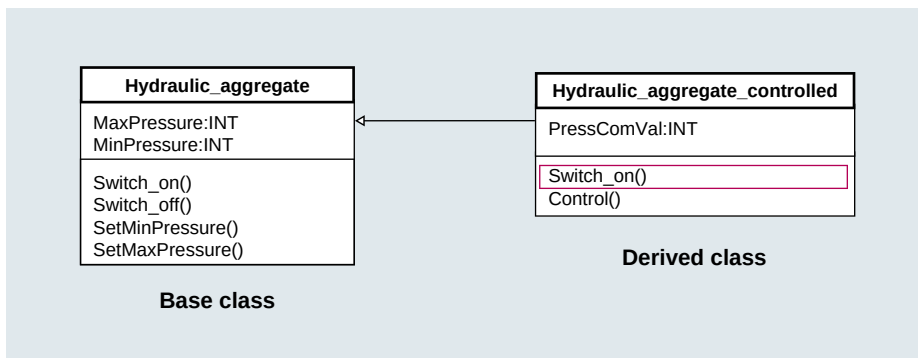 Hydraulic_aggregate
MaxPressure:INT
MinPressure:INT
Switch_on()
Switch_off()
SetMinPressure()
SetMaxPressure()
Base class
Hydraulic_aggregate_controlled
PressComVal:INT
Switch_on()
Control()
Derived class